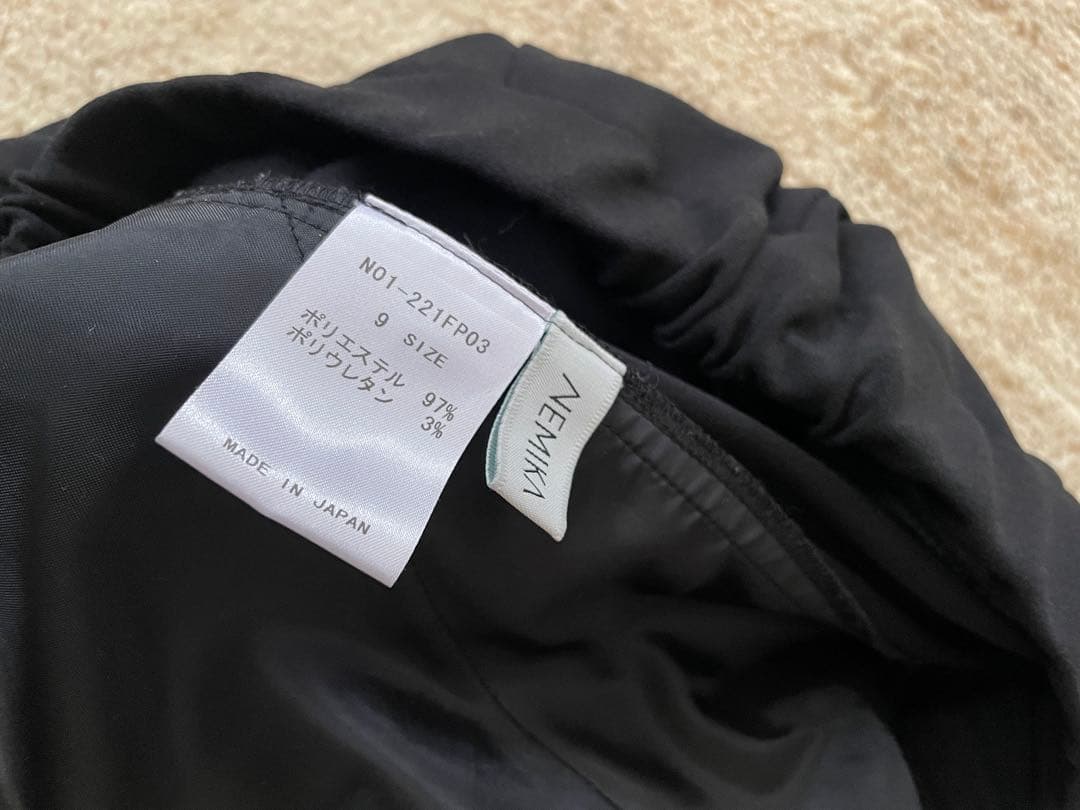 N01-221FP03
9 SIZE
ポリエステル 97%
ポリウレタン 3%
MADE IN JAPAN
NEMIKA